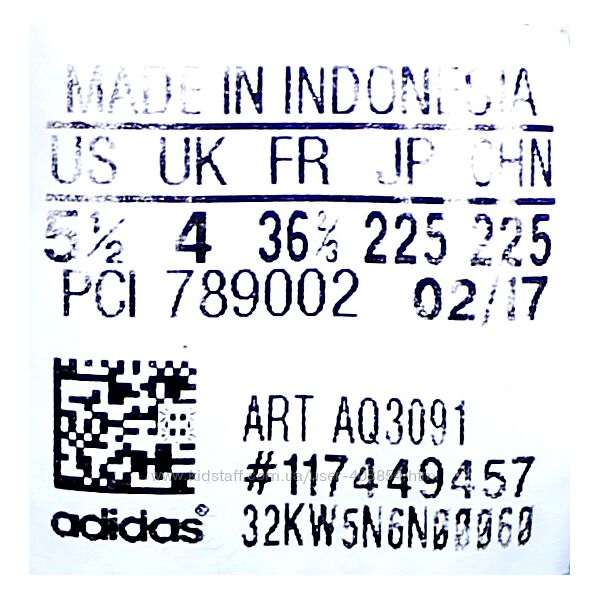 MADE IN INDONESIA
US UK FR JP CHN
5½ 4 36⅔ 225 225
PCI 789002 02/17
ART AQ3091
#117449457
adidas®
32KW5N6N00060